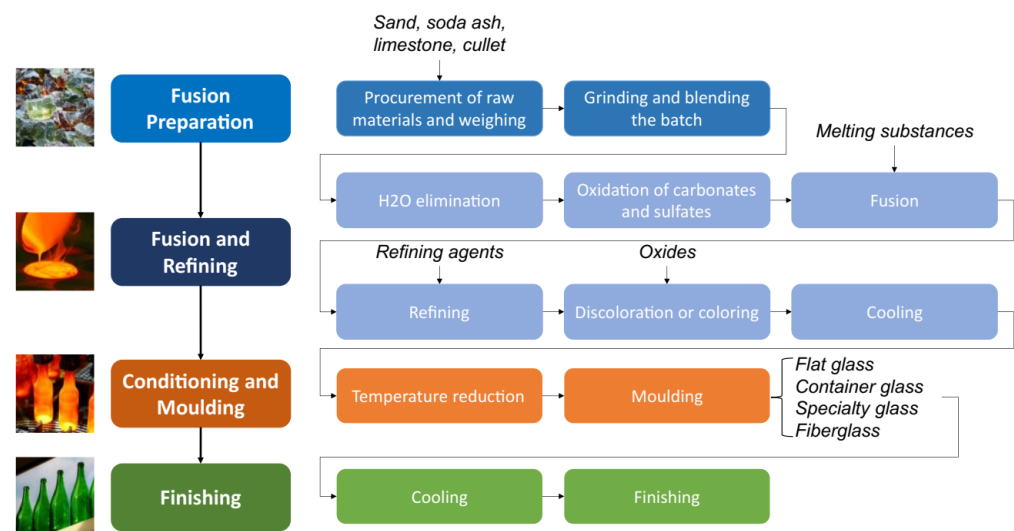 Sand, soda ash,
limestone, cullet
Fusion
Preparation
Procurement of raw
materials and weighing
Grinding and blending
the batch
Melting substances
H2O elimination
Oxidation of carbonates
and sulfates
Fusion
Fusion and
Refining
Refining agents
Oxides
Refining
Discoloration or coloring
Cooling
Conditioning and
Moulding
Temperature reduction
Moulding
Flat glass
Container glass
Specialty glass
Fiberglass
Finishing
Cooling
Finishing